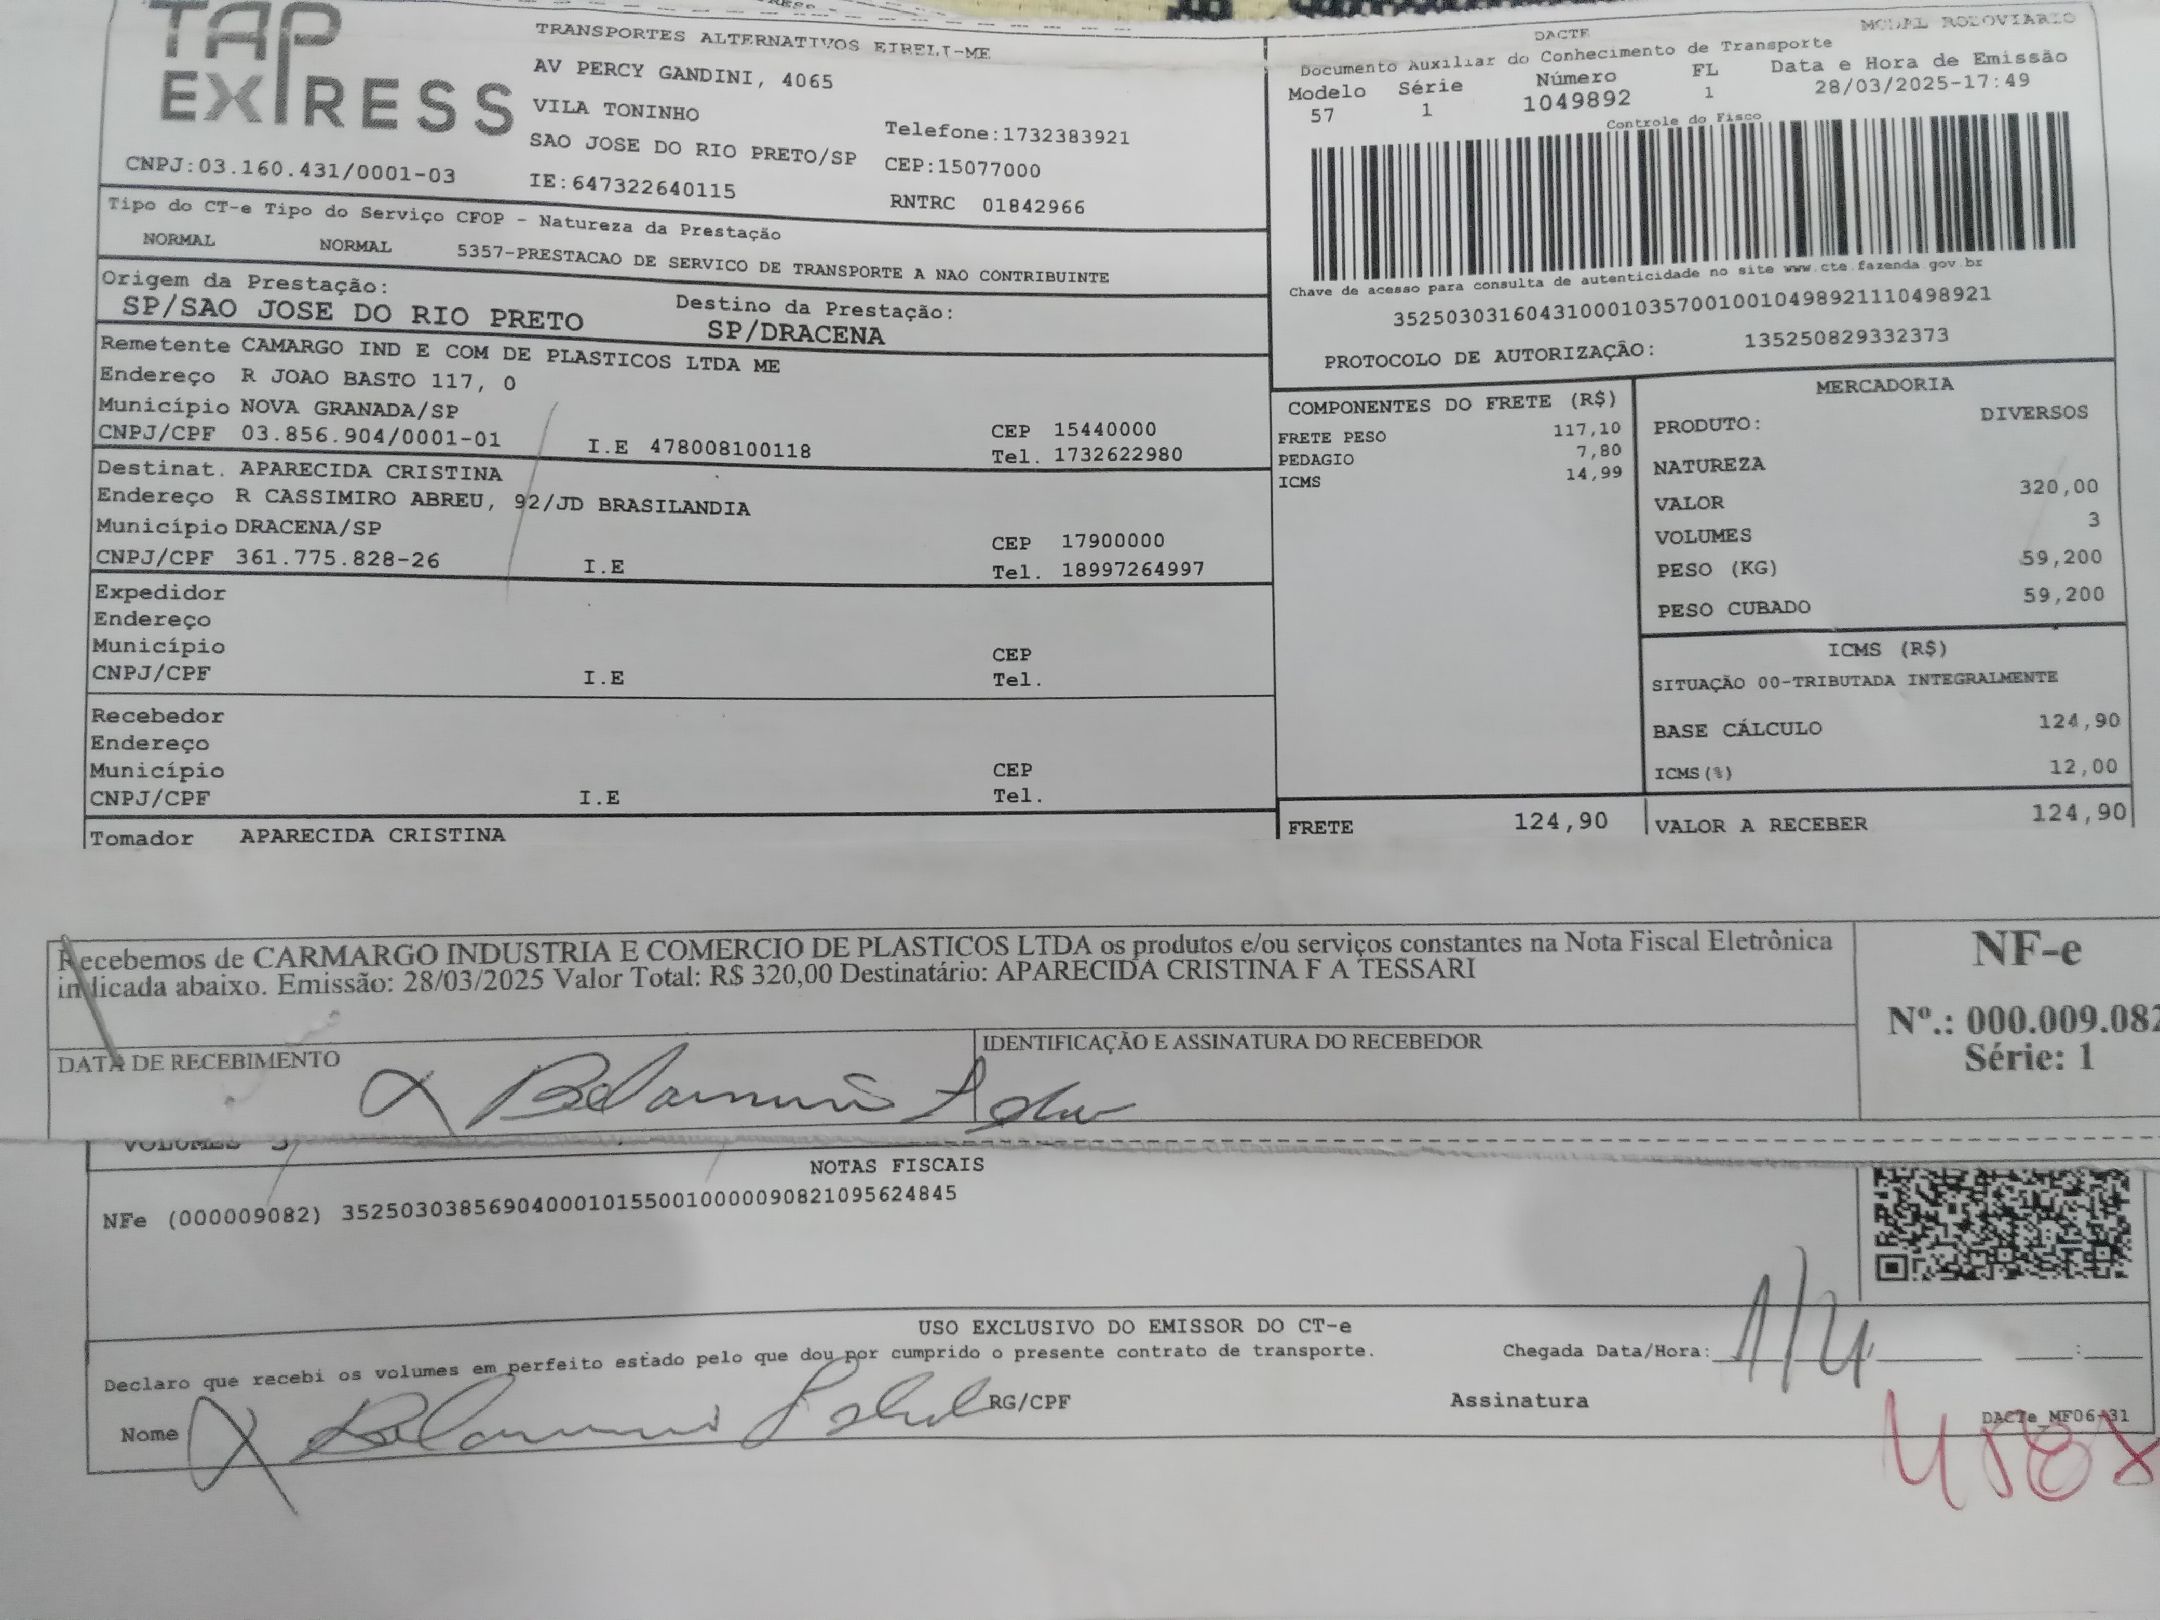 TAP
EXPRESS
TRANSPORTES ALTERNATIVOS EIRELI-ME
AV PERCY GANDINI, 4065
VILA TONINHO
SAO JOSE DO RIO PRETO/SP
Telefone:1732383921
CEP:15077000
CNPJ:03.160.431/0001-03
IE:647322640115
RNTRC 01842966
DACTE
MODAL RODOVIARIO
Documento Auxiliar do Conhecimento de Transporte
Modelo Série Número FL Data e Hora de Emissão
57 1 1049892 1 28/03/2025-17:49
Controle do Fisco
Chave de acesso para consulta de autenticidade no site www.cte.fazenda.gov.br
35250303160431000103570010010498921110498921
PROTOCOLO DE AUTORIZAÇÃO: 135250829332373
Tipo do CT-e Tipo do Serviço CFOP - Natureza da Prestação
NORMAL NORMAL 5357-PRESTACAO DE SERVICO DE TRANSPORTE A NAO CONTRIBUINTE
Origem da Prestação: Destino da Prestação:
SP/SAO JOSE DO RIO PRETO SP/DRACENA
Remetente CAMARGO IND E COM DE PLASTICOS LTDA ME
Endereço R JOAO BASTO 117, 0
Município NOVA GRANADA/SP CEP 15440000
CNPJ/CPF 03.856.904/0001-01 I.E 478008100118 Tel. 1732622980
Destinat. APARECIDA CRISTINA
Endereço R CASSIMIRO ABREU, 92/JD BRASILANDIA
Município DRACENA/SP CEP 17900000
CNPJ/CPF 361.775.828-26 I.E Tel. 18997264997
Expedidor
Endereço
Município CEP
CNPJ/CPF I.E Tel.
Recebedor
Endereço
Município CEP
CNPJ/CPF I.E Tel.
Tomador APARECIDA CRISTINA
COMPONENTES DO FRETE (R$)
FRETE PESO 117,10
PEDAGIO 7,80
ICMS 14,99
FRETE 124,90
MERCADORIA
PRODUTO: DIVERSOS
NATUREZA
VALOR 320,00
VOLUMES 3
PESO (KG) 59,200
PESO CUBADO 59,200
ICMS (R$)
SITUAÇÃO 00-TRIBUTADA INTEGRALMENTE
BASE CÁLCULO 124,90
ICMS(%) 12,00
VALOR A RECEBER 124,90
Recebemos de CARMARGO INDUSTRIA E COMERCIO DE PLASTICOS LTDA os produtos e/ou serviços constantes na Nota Fiscal Eletrônica
indicada abaixo. Emissão: 28/03/2025 Valor Total: R$ 320,00 Destinatário: APARECIDA CRISTINA F A TESSARI
NF-e
Nº.: 000.009.082
Série: 1
DATA DE RECEBIMENTO
IDENTIFICAÇÃO E ASSINATURA DO RECEBEDOR
VOLUMES 3
NOTAS FISCAIS
NFe (000009082) 35250303856904000101550010000090821095624845
USO EXCLUSIVO DO EMISSOR DO CT-e
Declaro que recebi os volumes em perfeito estado pelo que dou por cumprido o presente contrato de transporte.
Chegada Data/Hora: 1/4 :
Nome RG/CPF Assinatura
DACTe_MF06-31